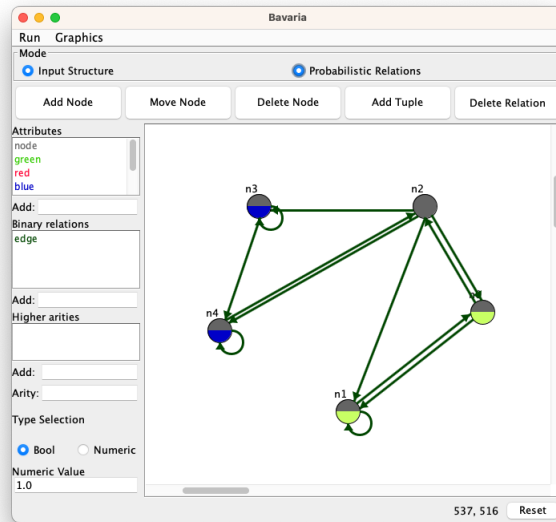 Bavaria
Run Graphics
Mode
Input Structure Probabilistic Relations
Add Node Move Node Delete Node Add Tuple Delete Relation
Attributes
node
green
red
blue
Add:
Binary relations
edge
Add:
Higher arities
Add:
Arity:
Type Selection
Bool Numeric
Numeric Value
1.0
n3
n2
n4
n1
537, 516 Reset